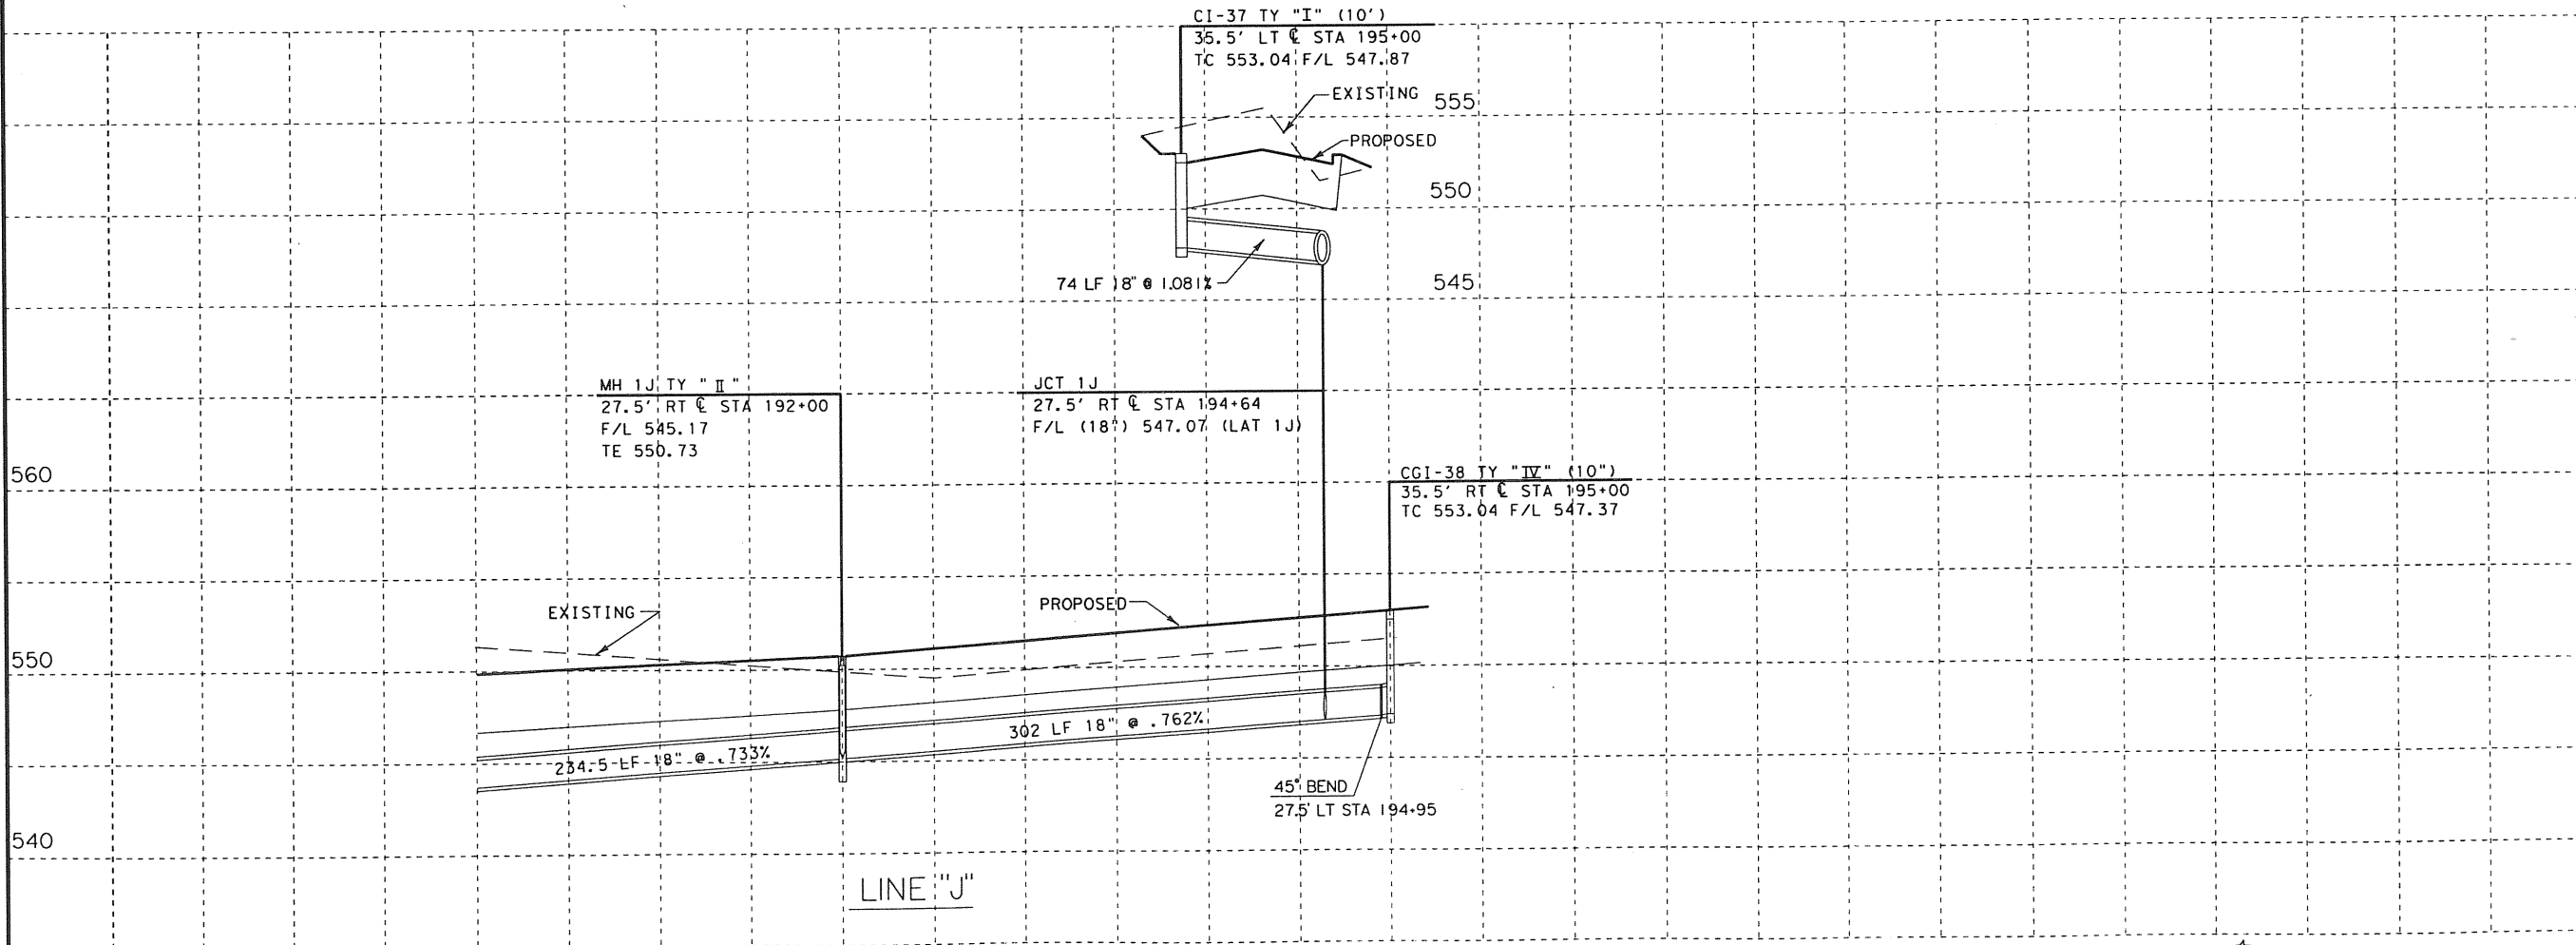 CI-37 TY "I" (10')
35.5' LT ℄ STA 195+00
TC 553.04 F/L 547.87
EXISTING
555
PROPOSED
550
74 LF 18" @ 1.081%
545
MH 1J TY "II"
27.5' RT ℄ STA 192+00
F/L 545.17
TE 550.73
JCT 1J
27.5' RT ℄ STA 194+64
F/L (18") 547.07 (LAT 1J)
560
CGI-38 TY "IV" (10")
35.5' RT ℄ STA 195+00
TC 553.04 F/L 547.37
EXISTING
PROPOSED
550
302 LF 18" @ .762%
234.5 LF 18" @ .733%
45° BEND
27.5' LT STA 194+95
540
LINE "J"